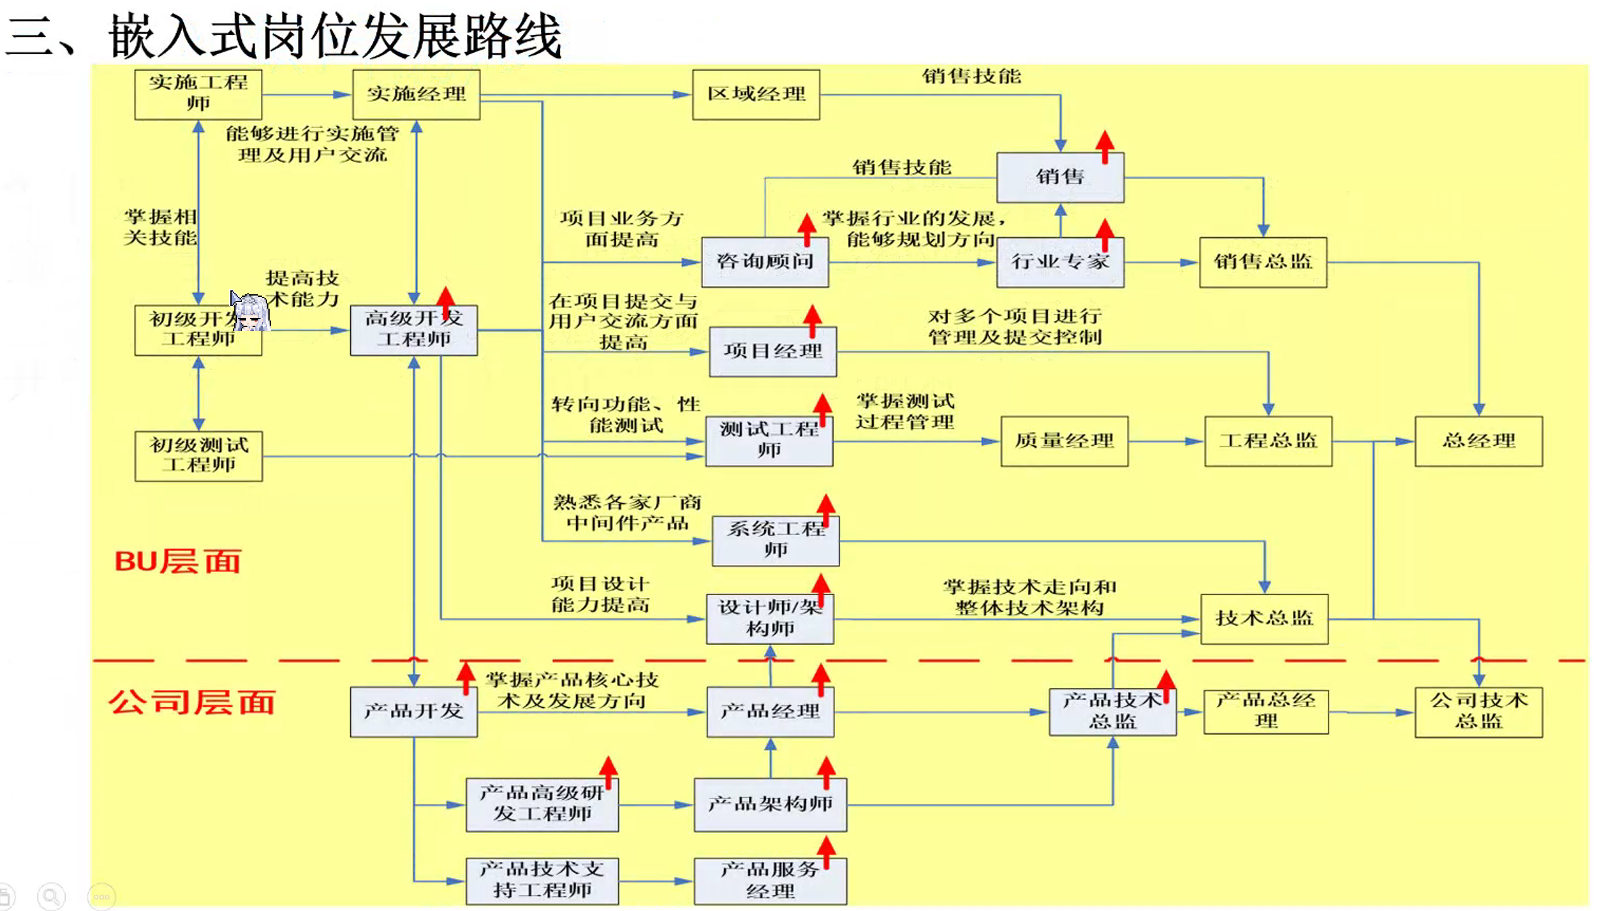 三、嵌入式岗位发展路线
实施工程
师
实施经理
区域经理
销售技能
能够进行实施管
理及用户交流
销售技能
销售
掌握相
关技能
项目业务方
面提高
掌握行业的发展，
能够规划方向
咨询顾问
行业专家
销售总监
提高技
术能力
初级开发
工程师
高级开发
工程师
在项目提交与
用户交流方面
提高
项目经理
对多个项目进行
管理及提交控制
转向功能、性
能测试
测试工程
师
掌握测试
过程管理
质量经理
工程总监
总经理
初级测试
工程师
熟悉各家厂商
中间件产品
系统工程
师
BU层面
项目设计
能力提高
设计师/架
构师
掌握技术走向和
整体技术架构
技术总监
公司层面
产品开发
掌握产品核心技
术及发展方向
产品经理
产品技术
总监
产品总经
理
公司技术
总监
产品高级研
发工程师
产品架构师
产品技术支
持工程师
产品服务
经理